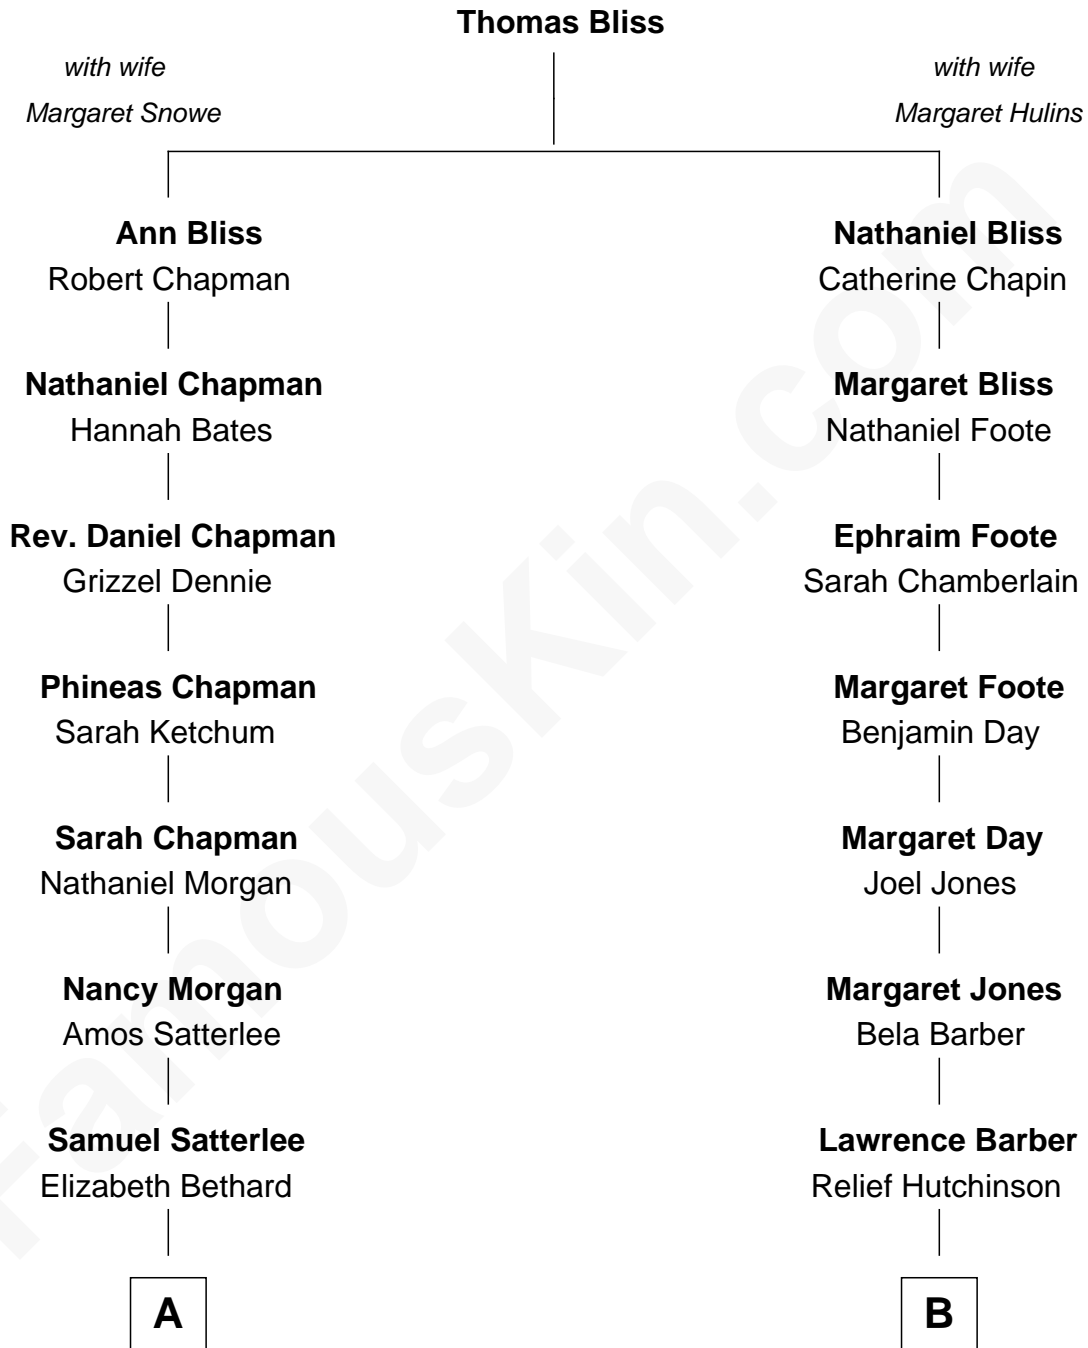 Thomas Bliss
with wife
Margaret Snowe
with wife
Margaret Hulins
Ann Bliss
Robert Chapman
Nathaniel Bliss
Catherine Chapin
Nathaniel Chapman
Hannah Bates
Margaret Bliss
Nathaniel Foote
Rev. Daniel Chapman
Grizzel Dennie
Ephraim Foote
Sarah Chamberlain
Phineas Chapman
Sarah Ketchum
Margaret Foote
Benjamin Day
Sarah Chapman
Nathaniel Morgan
Margaret Day
Joel Jones
Nancy Morgan
Amos Satterlee
Margaret Jones
Bela Barber
Samuel Satterlee
Elizabeth Bethard
Lawrence Barber
Relief Hutchinson
A
B
FamousKin.com